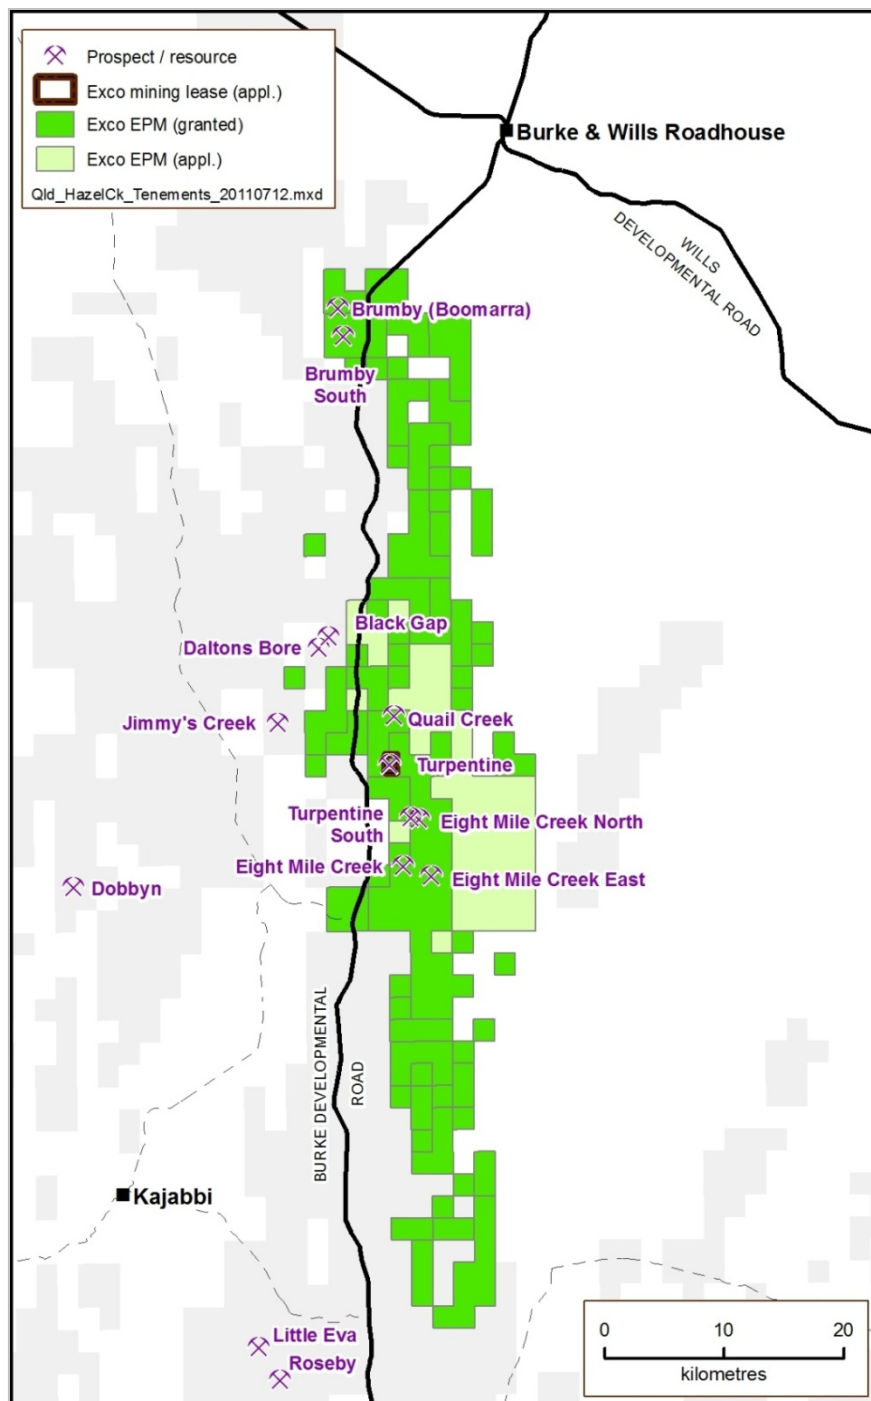 Prospect / resource
Exco mining lease (appl.)
Exco EPM (granted)
Exco EPM (appl.)
Qld_HazelCk_Tenements_20110712.mxd
Burke & Wills Roadhouse
WILLS
DEVELOPMENTAL ROAD
Brumby (Boomarra)
Brumby
South
Black Gap
Daltons Bore
Jimmy's Creek
Quail Creek
Turpentine
Turpentine
South
Eight Mile Creek North
Eight Mile Creek
Eight Mile Creek East
Dobbyn
BURKE DEVELOPMENTAL
ROAD
Kajabbi
Little Eva
Roseby
0 10 20
kilometres